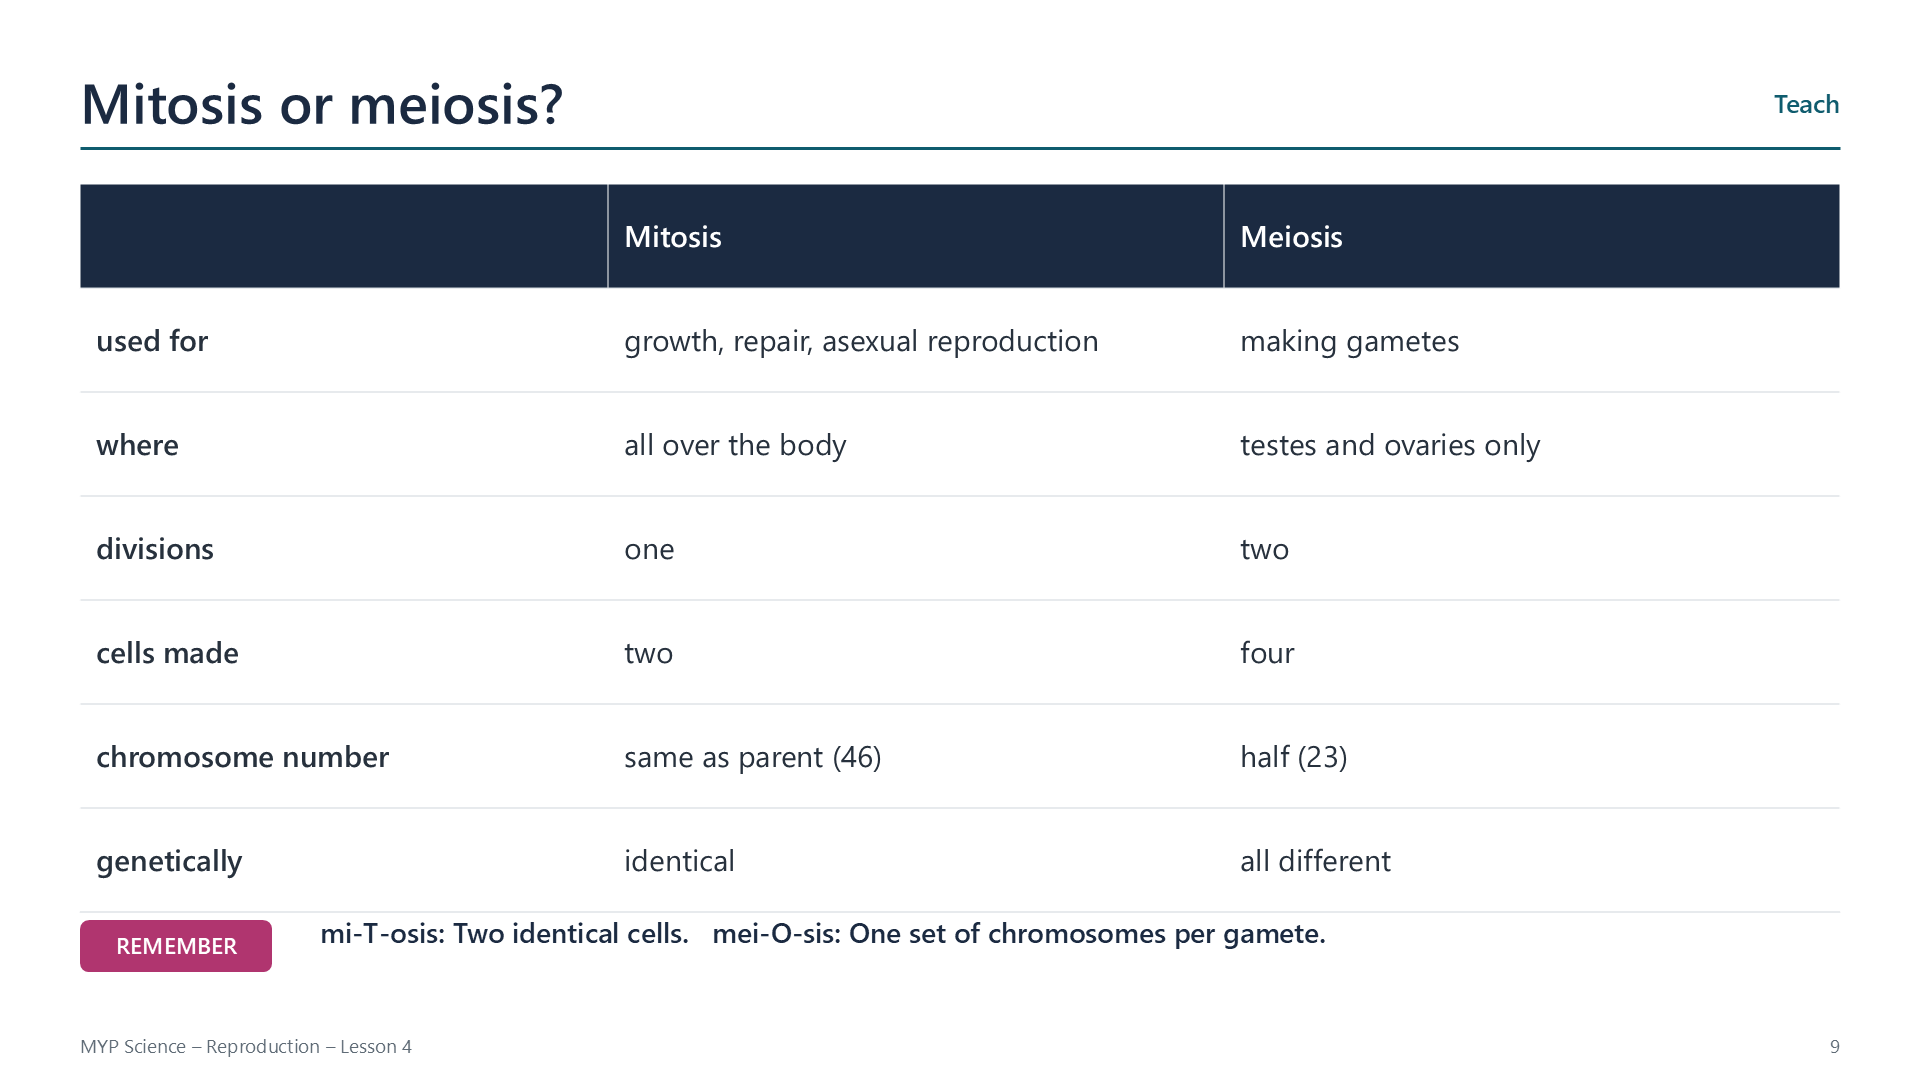 Mitosis or meiosis?
Teach
Mitosis Meiosis
used for growth, repair, asexual reproduction making gametes
where all over the body testes and ovaries only
divisions one two
cells made two four
chromosome number same as parent (46) half (23)
genetically identical all different
REMEMBER mi-T-osis: Two identical cells. mei-O-sis: One set of chromosomes per gamete.
MYP Science – Reproduction – Lesson 4 9